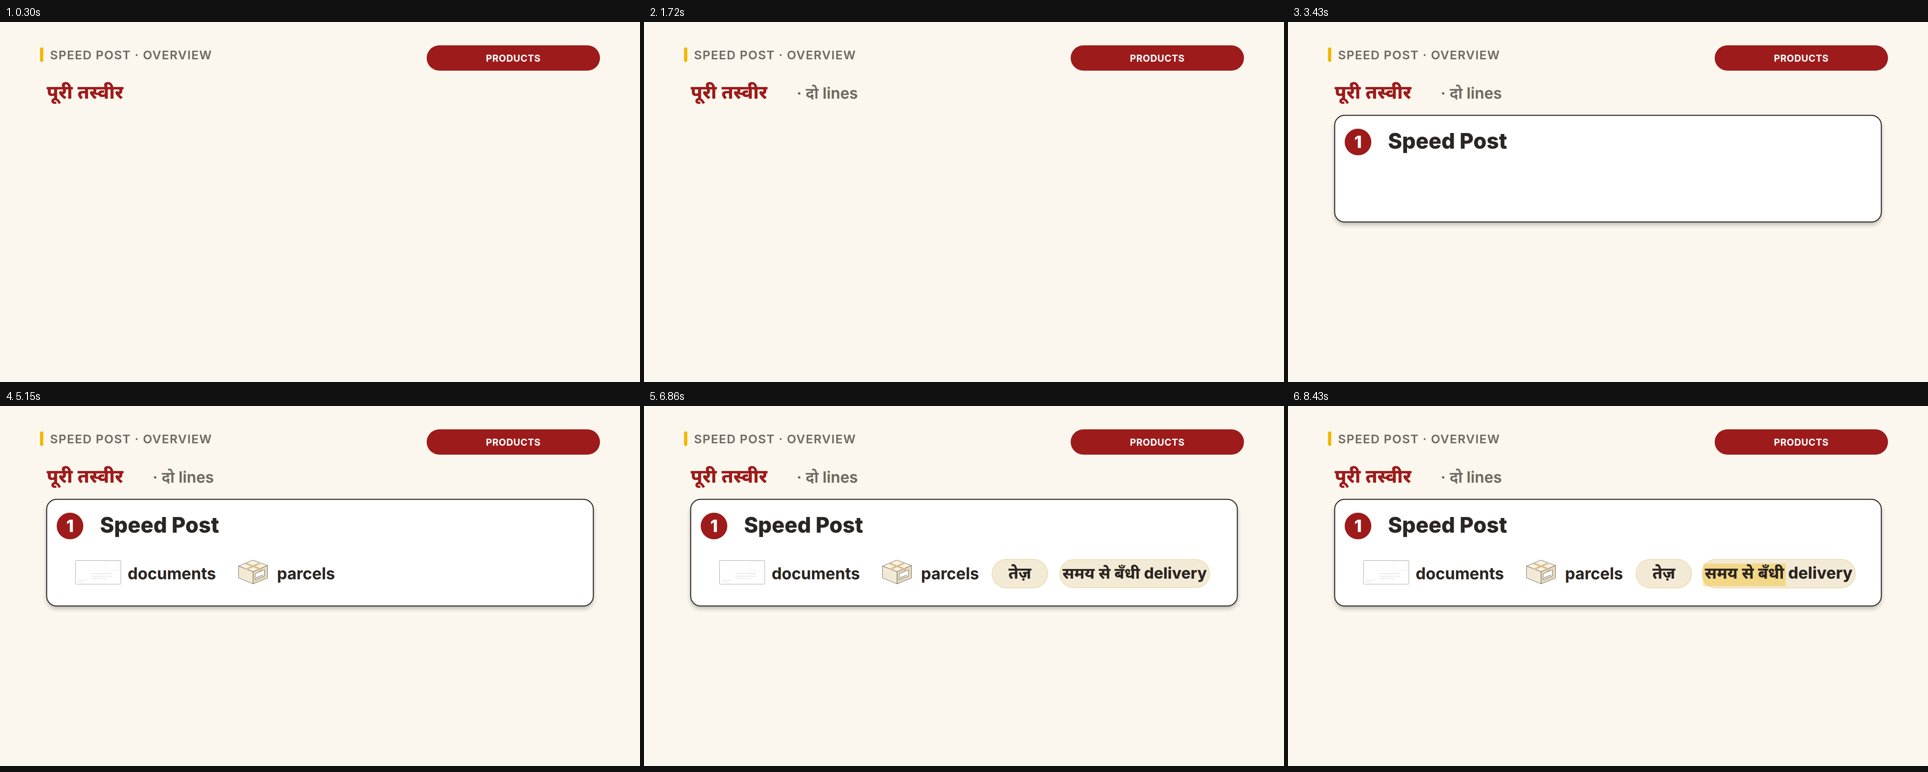 1. 0.30s
SPEED POST · OVERVIEW
PRODUCTS
पूरी तस्वीर
2. 1.72s
SPEED POST · OVERVIEW
PRODUCTS
पूरी तस्वीर · दो lines
3. 3.43s
SPEED POST · OVERVIEW
PRODUCTS
पूरी तस्वीर · दो lines
1 Speed Post
4. 5.15s
SPEED POST · OVERVIEW
PRODUCTS
पूरी तस्वीर · दो lines
1 Speed Post
documents parcels
5. 6.86s
SPEED POST · OVERVIEW
PRODUCTS
पूरी तस्वीर · दो lines
1 Speed Post
documents parcels तेज़ समय से बँधी delivery
6. 8.43s
SPEED POST · OVERVIEW
PRODUCTS
पूरी तस्वीर · दो lines
1 Speed Post
documents parcels तेज़ समय से बँधी delivery